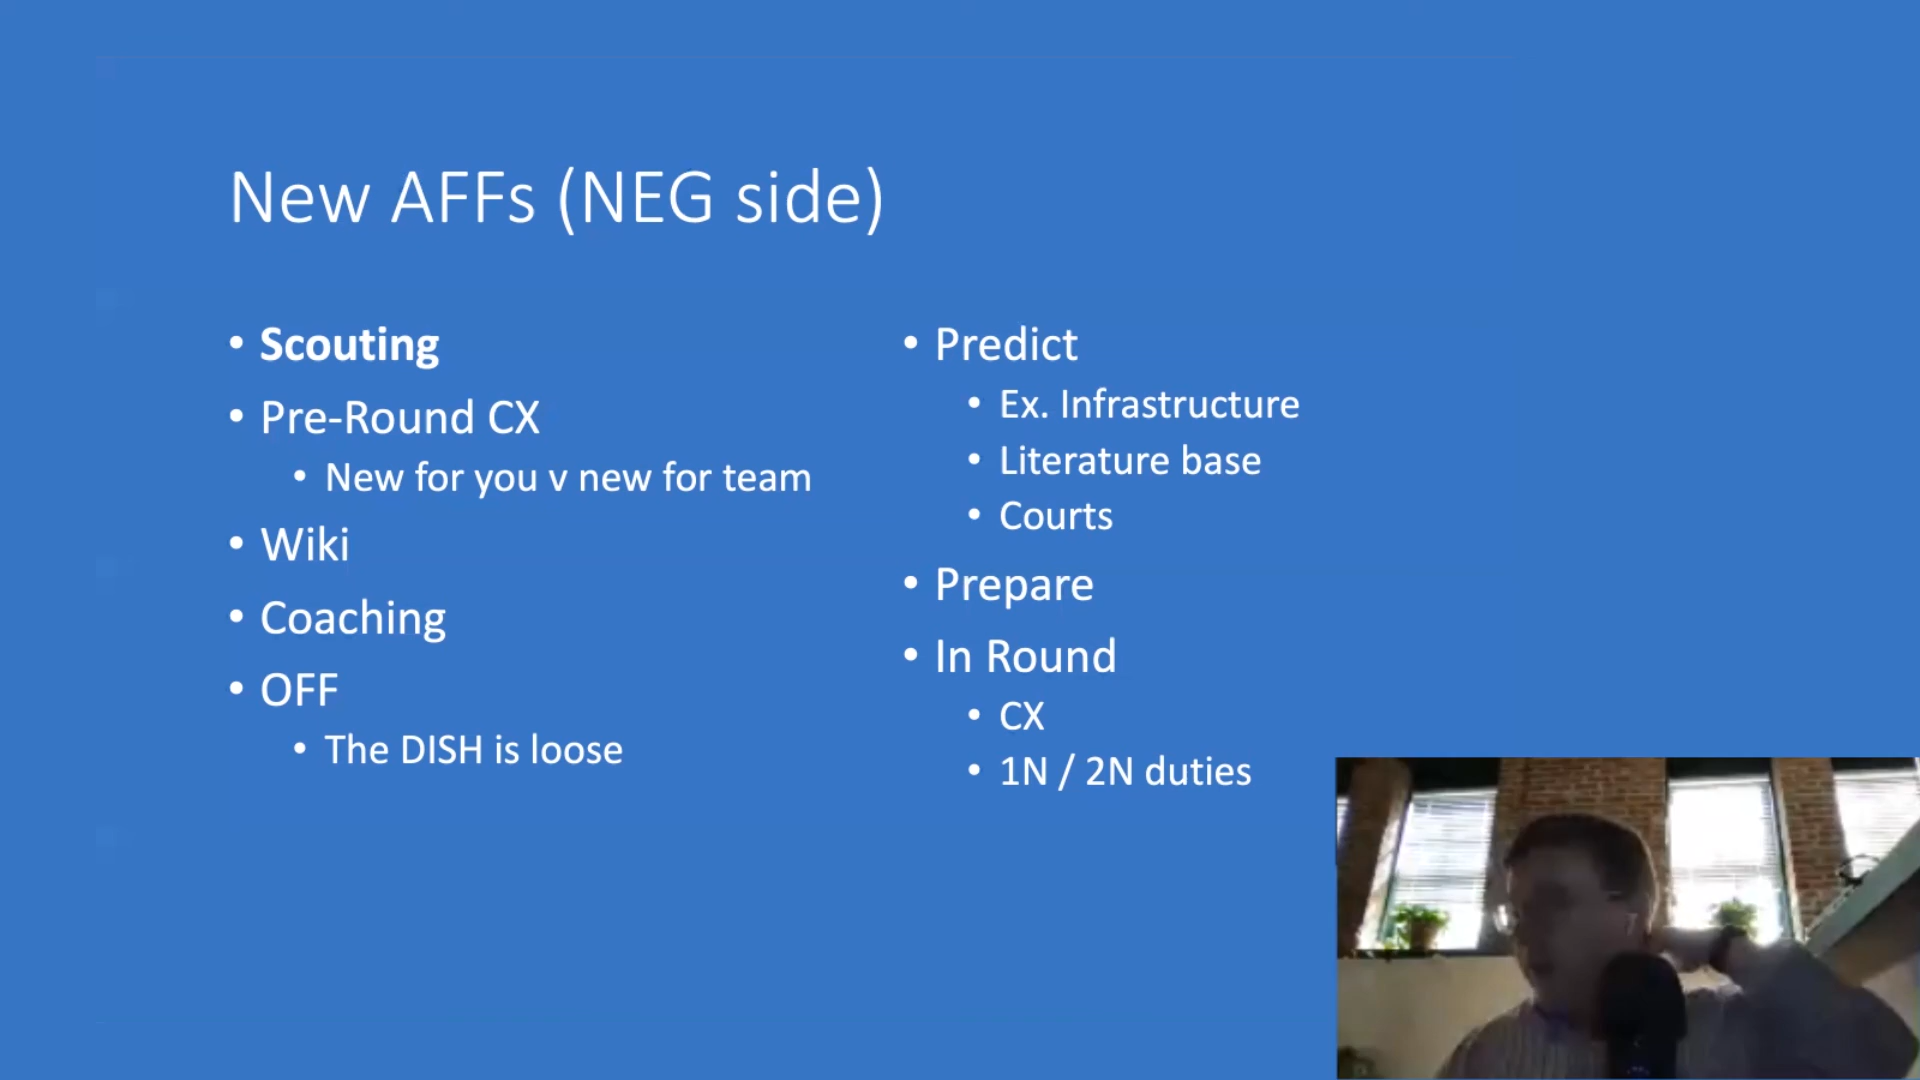 New AFFs (NEG side)
• Scouting
• Pre-Round CX
• New for you v new for team
• Wiki
• Coaching
• OFF
• The DISH is loose
• Predict
• Ex. Infrastructure
• Literature base
• Courts
• Prepare
• In Round
• CX
• 1N / 2N duties